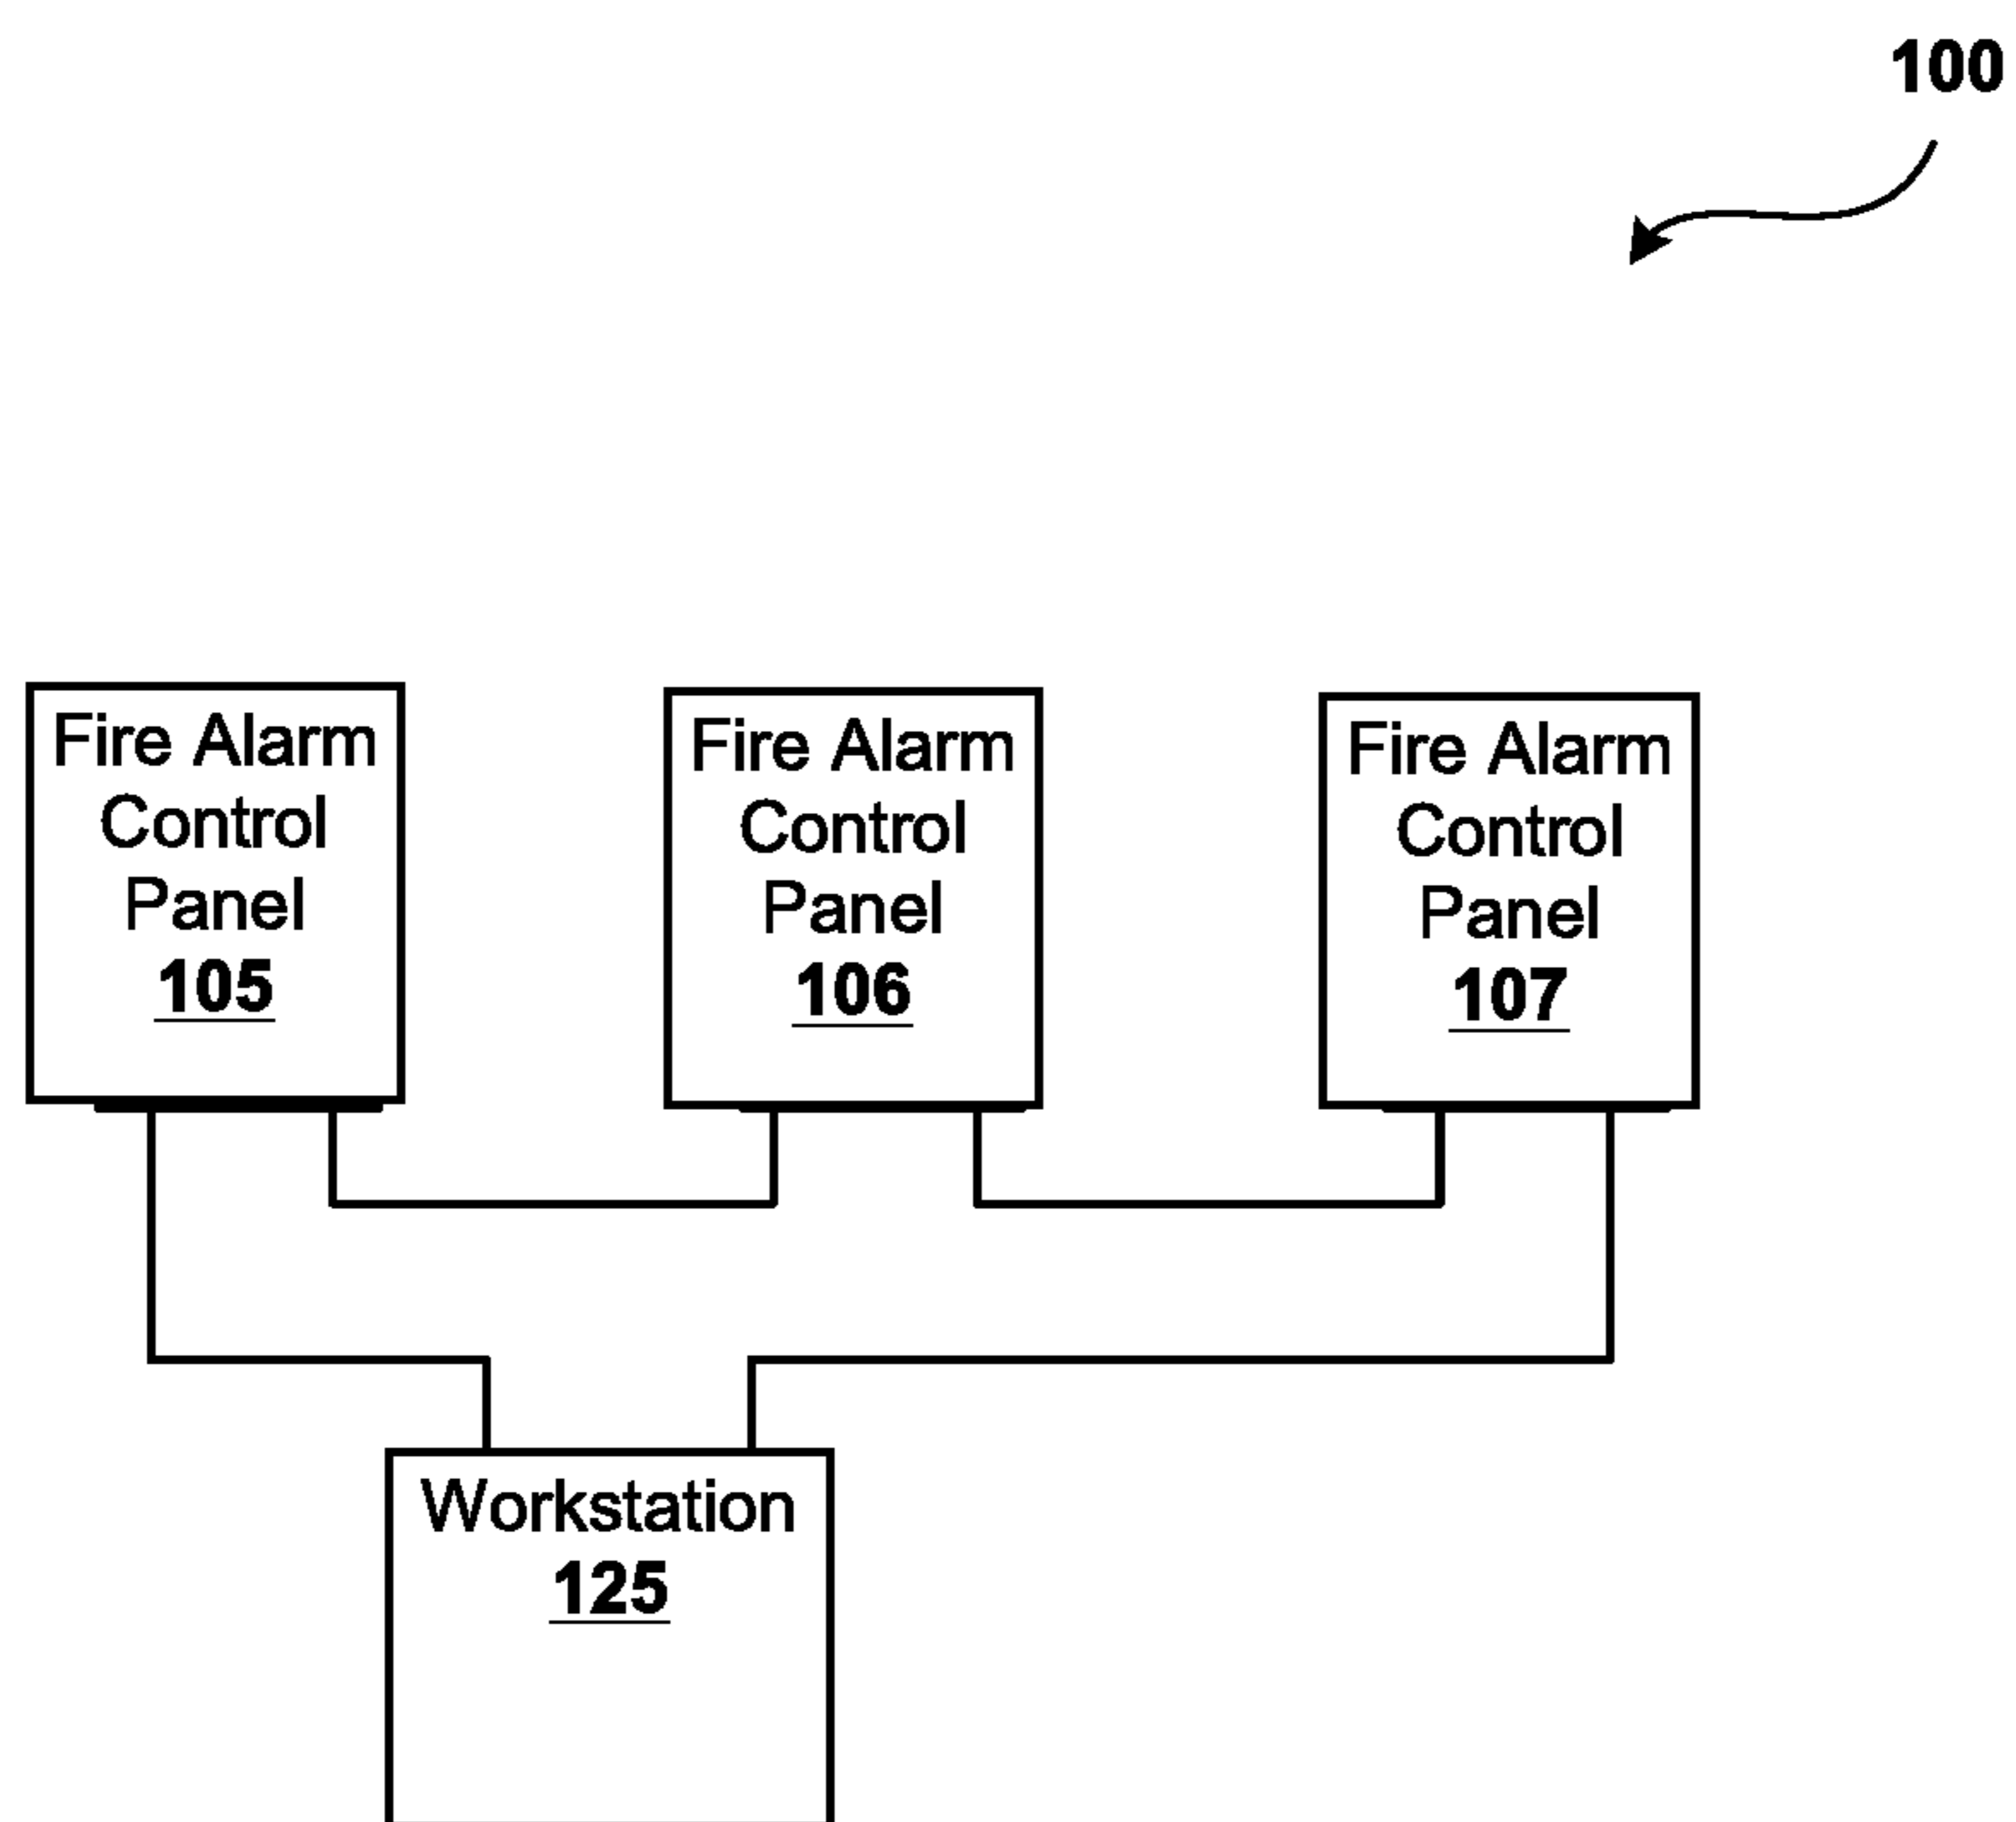 100
Fire Alarm
Control
Panel
105
Fire Alarm
Control
Panel
106
Fire Alarm
Control
Panel
107
Workstation
125